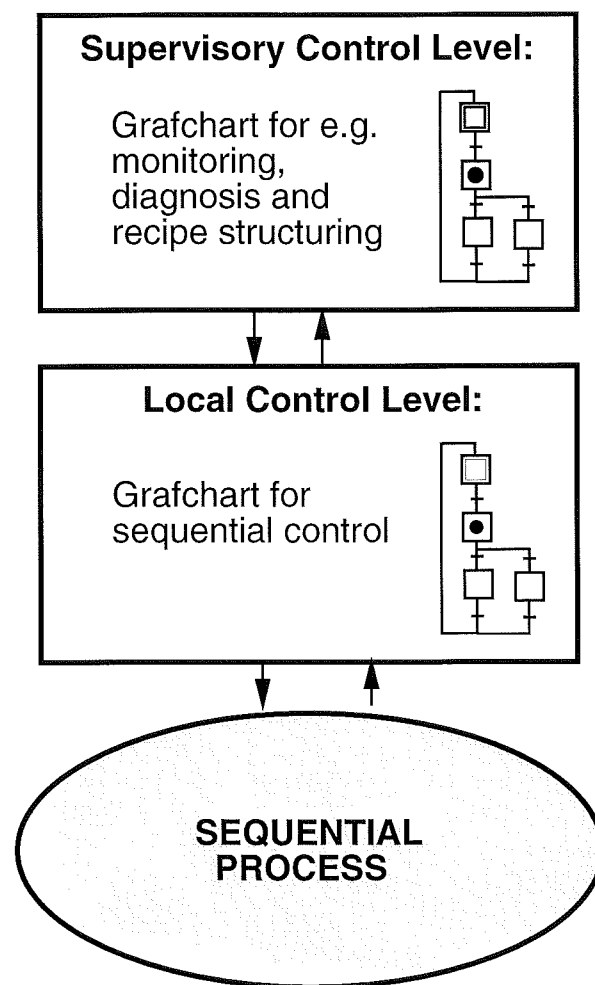 Supervisory Control Level:
Grafchart for e.g.
monitoring,
diagnosis and
recipe structuring
Local Control Level:
Grafchart for
sequential control
SEQUENTIAL
PROCESS